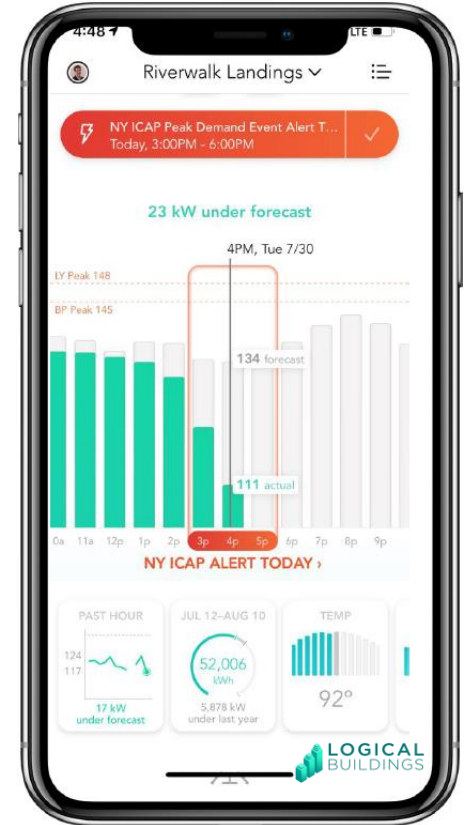 4:48
LTE
Riverwalk Landings
NY ICAP Peak Demand Event Alert T...
Today, 3:00PM - 6:00PM
23 kW under forecast
4PM, Tue 7/30
LY Peak 148
BP Peak 145
134 forecast
111 actual
0a 11a 12p 1p 2p 3p 4p 5p 6p 7p 8p 9p
NY ICAP ALERT TODAY ›
PAST HOUR
124
117
17 kW
under forecast
JUL 12–AUG 10
52,006
kWh
5,878 kW
under last year
TEMP
92°
LOGICAL
BUILDINGS